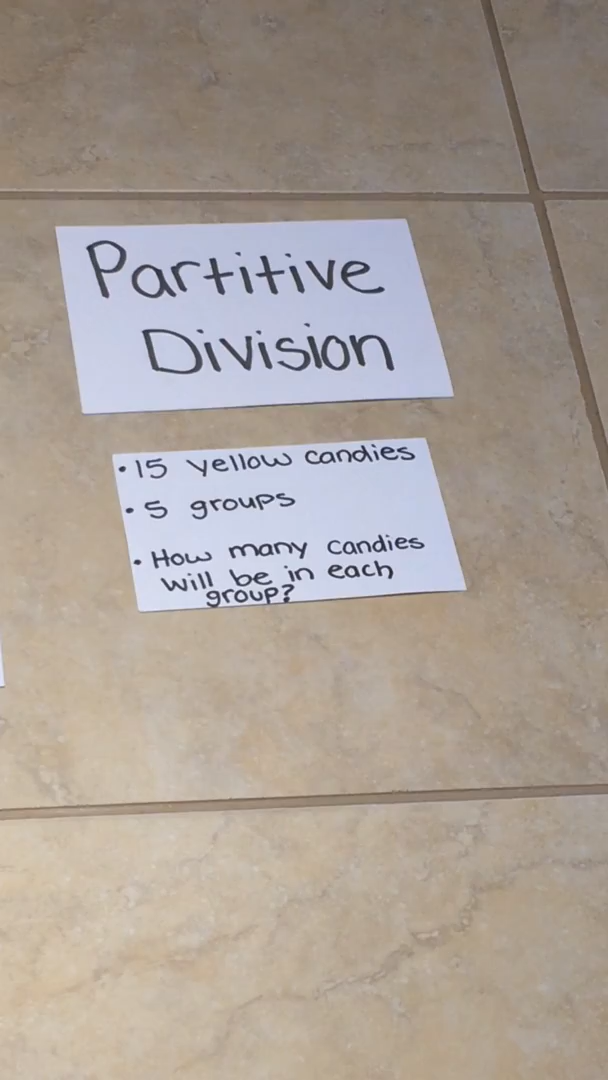 Partitive
Division
• 15 yellow candies
• 5 groups
• How many candies
will be in each
group?